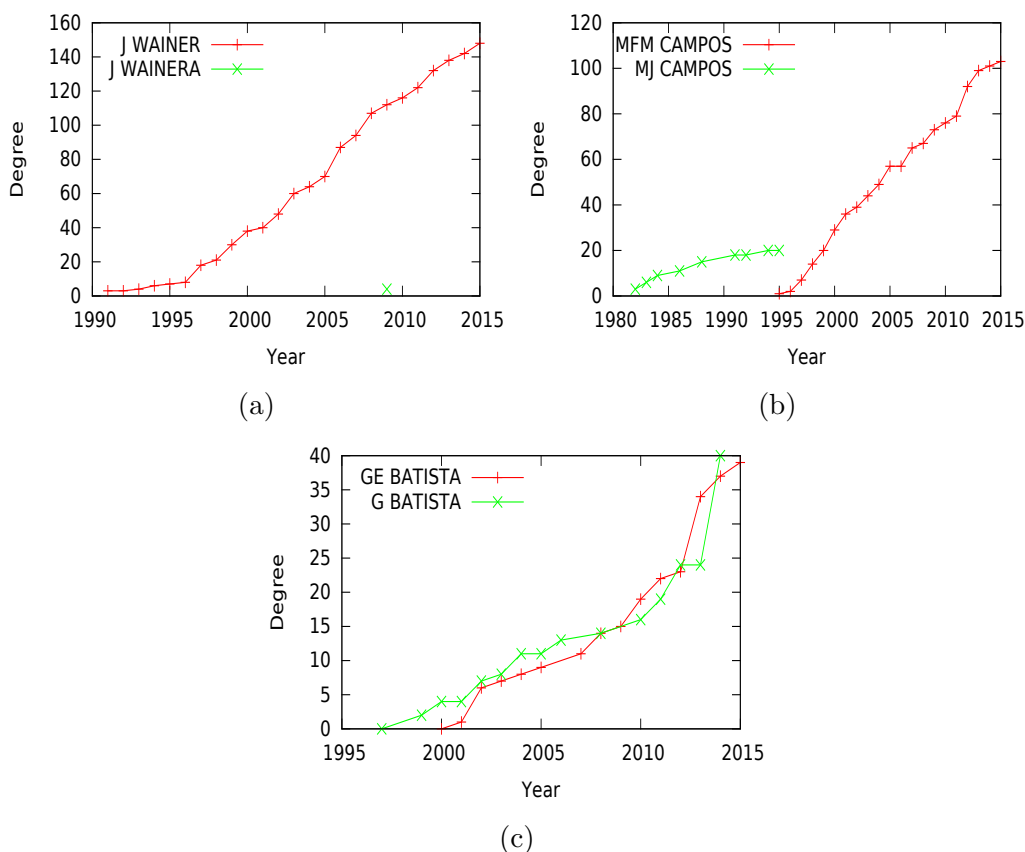 160
140
120
100
80
60
40
20
0
1990
1995
2000
2005
2010
2015
Degree
Year
J WAINER
J WAINERA
(a)
120
100
80
60
40
20
0
1980
1985
1990
1995
2000
2005
2010
2015
Degree
Year
MFM CAMPOS
MJ CAMPOS
(b)
40
35
30
25
20
15
10
5
0
1995
2000
2005
2010
2015
Degree
Year
GE BATISTA
G BATISTA
(c)